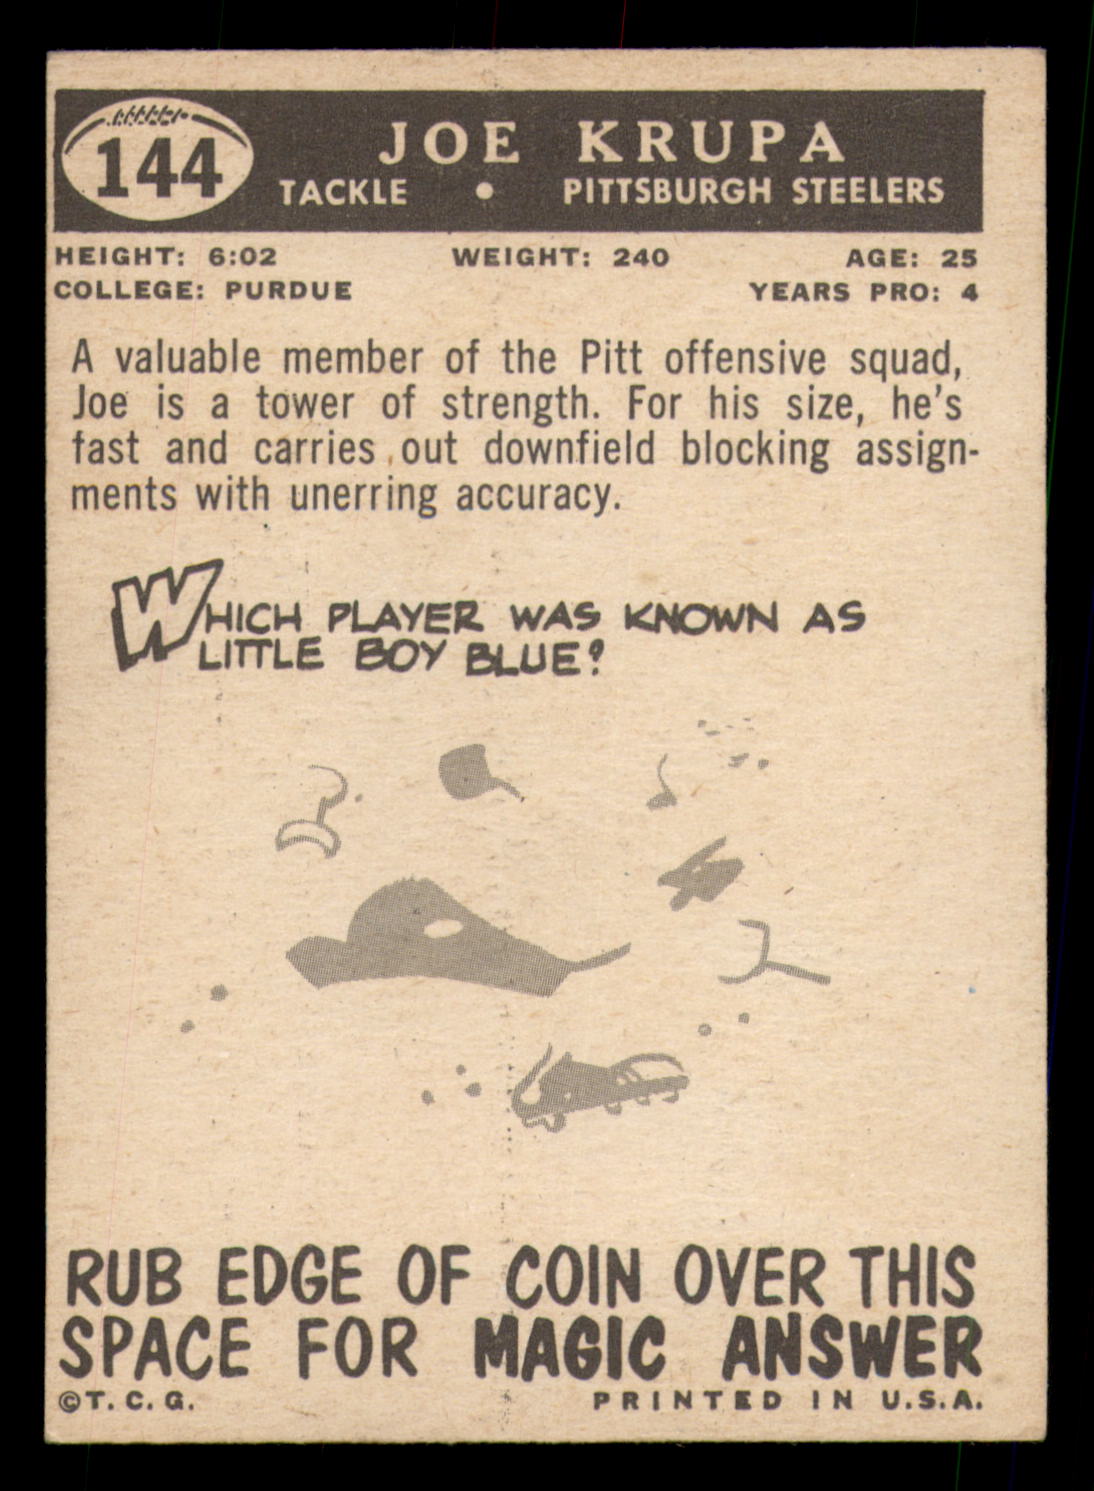 144
JOE KRUPA
TACKLE • PITTSBURGH STEELERS
HEIGHT: 6:02 WEIGHT: 240 AGE: 25
COLLEGE: PURDUE YEARS PRO: 4
A valuable member of the Pitt offensive squad,
Joe is a tower of strength. For his size, he's
fast and carries out downfield blocking assign-
ments with unerring accuracy.
WHICH PLAYER WAS KNOWN AS
LITTLE BOY BLUE?
RUB EDGE OF COIN OVER THIS
SPACE FOR MAGIC ANSWER
©T.C.G. PRINTED IN U.S.A.